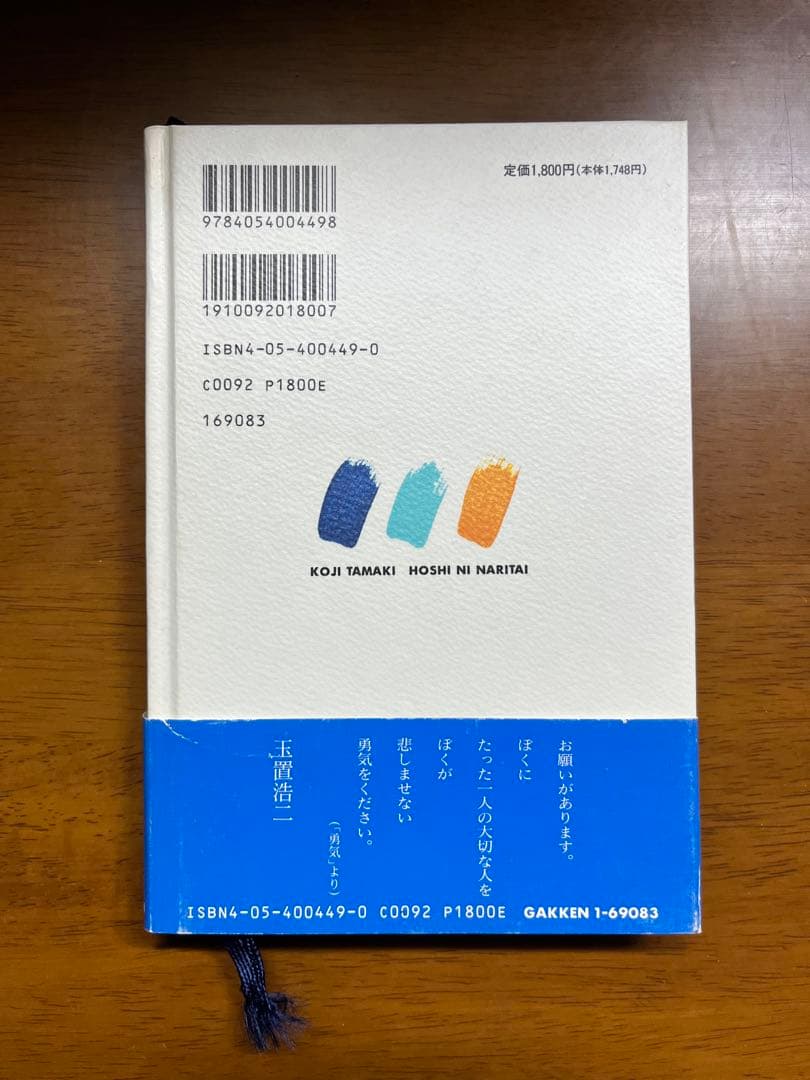 定価1,800円(本体1,748円)
9784054004498
1910092018007
ISBN4-05-400449-0
C0092 P1800E
169083
KOJI TAMAKI HOSHI NI NARITAI
お願いがあります。
ぼくに
たった一人の大切な人を
ぼくが
悲しませない
勇気をください。
(「勇気」より)
玉置浩二
ISBN4-05-400449-0 C0092 P1800E GAKKEN 1-69083